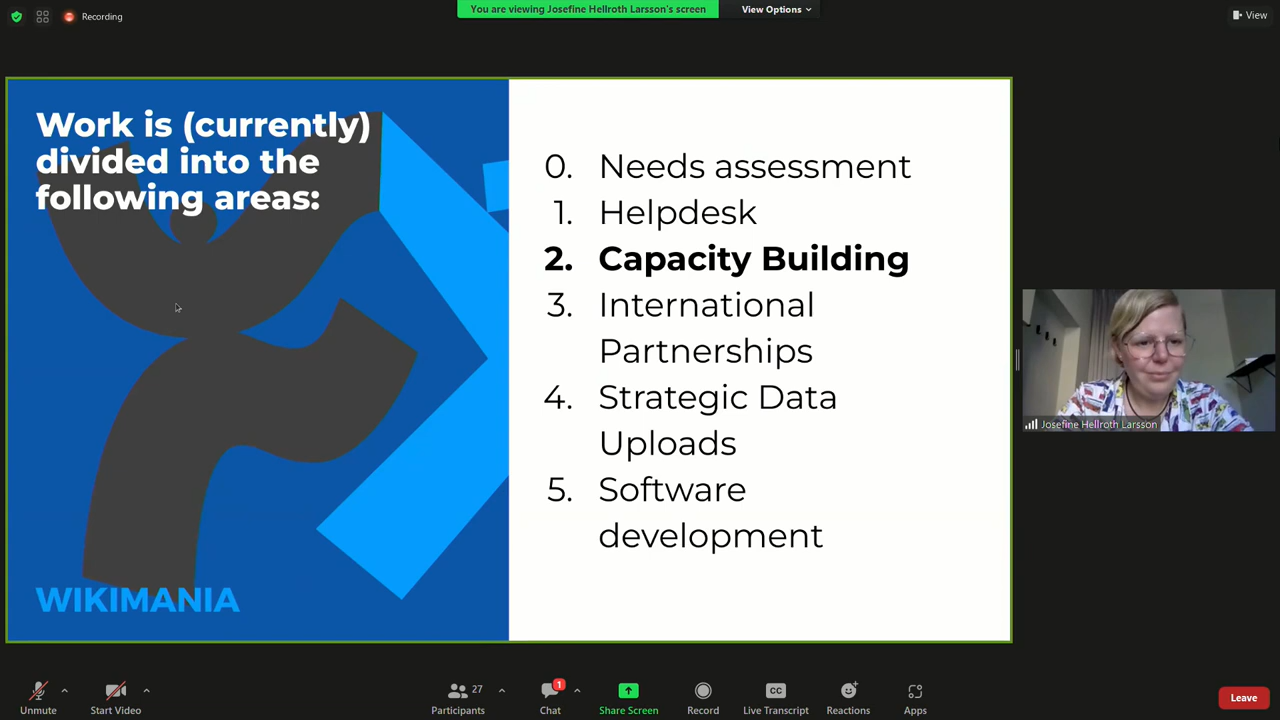 Recording
You are viewing Josefine Hellroth Larsson's screen
View Options
View
Work is (currently)
divided into the
following areas:
WIKIMANIA
0. Needs assessment
1. Helpdesk
2. Capacity Building
3. International
Partnerships
4. Strategic Data
Uploads
5. Software
development
Josefine Hellroth Larsson
Unmute
Start Video
27
Participants
1
Chat
Share Screen
Record
CC
Live Transcript
Reactions
Apps
Leave